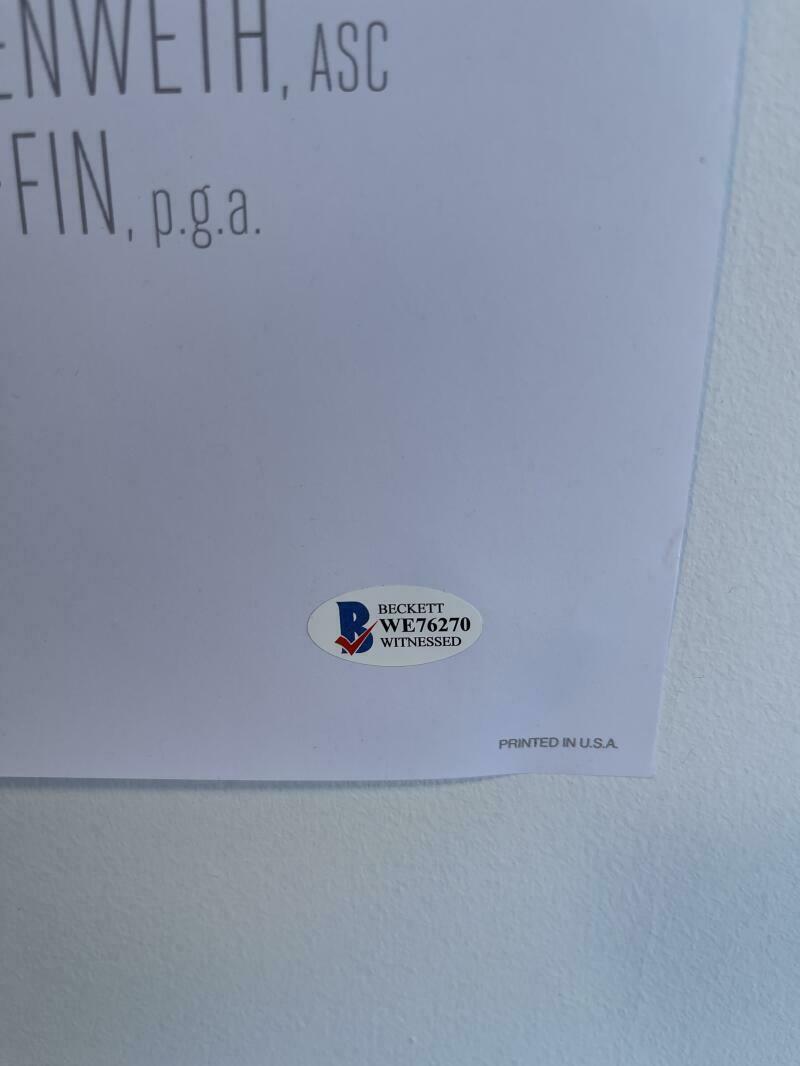 ENWETH, ASC
FIN, p.g.a.
BECKETT
WE76270
WITNESSED
PRINTED IN U.S.A.